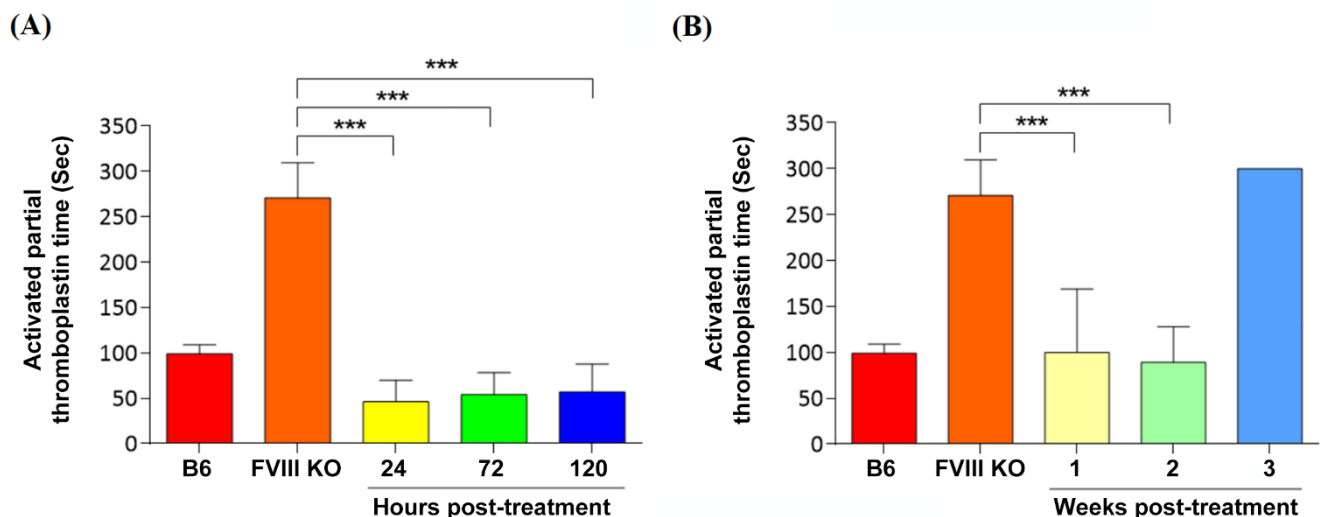 (A)
***
***
***
350
300
250
200
150
100
50
0
Activated partial
thromboplastin time (Sec)
B6 FVIII KO 24 72 120
Hours post-treatment
(B)
***
***
350
300
250
200
150
100
50
0
Activated partial
thromboplastin time (Sec)
B6 FVIII KO 1 2 3
Weeks post-treatment